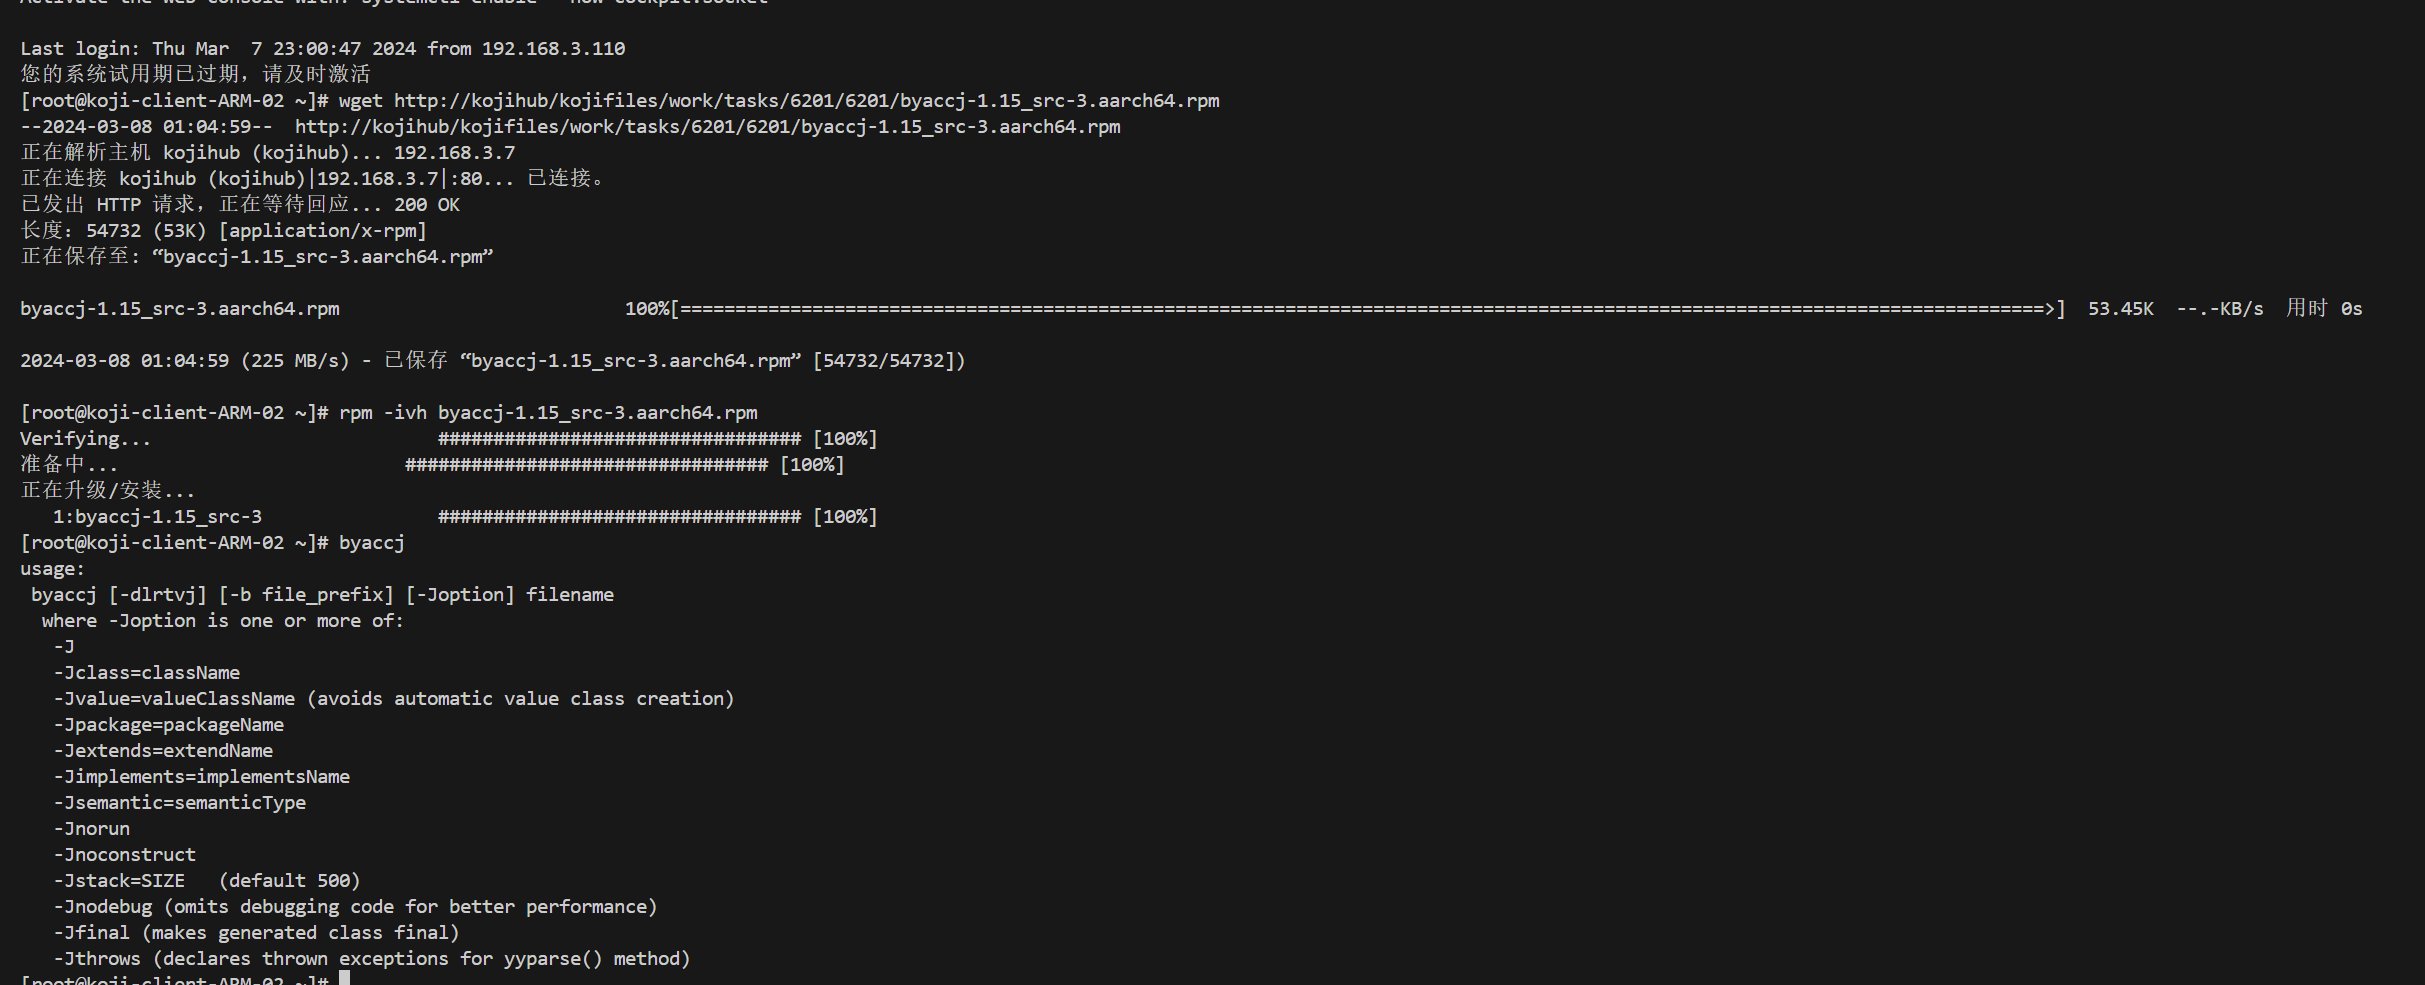 Activate the web console with: systemctl enable --now cockpit.socket
Last login: Thu Mar  7 23:00:47 2024 from 192.168.3.110
您的系统试用期已过期，请及时激活
[root@koji-client-ARM-02 ~]# wget http://kojihub/kojifiles/work/tasks/6201/6201/byaccj-1.15_src-3.aarch64.rpm
--2024-03-08 01:04:59--  http://kojihub/kojifiles/work/tasks/6201/6201/byaccj-1.15_src-3.aarch64.rpm
正在解析主机 kojihub (kojihub)... 192.168.3.7
正在连接 kojihub (kojihub)|192.168.3.7|:80... 已连接。
已发出 HTTP 请求，正在等待回应... 200 OK
长度：54732 (53K) [application/x-rpm]
正在保存至: “byaccj-1.15_src-3.aarch64.rpm”
byaccj-1.15_src-3.aarch64.rpm 100%[============================================================================================================================>] 53.45K  --.-KB/s  用时 0s
2024-03-08 01:04:59 (225 MB/s) - 已保存 “byaccj-1.15_src-3.aarch64.rpm” [54732/54732])
[root@koji-client-ARM-02 ~]# rpm -ivh byaccj-1.15_src-3.aarch64.rpm
Verifying... ################################# [100%]
准备中... ################################# [100%]
正在升级/安装...
1:byaccj-1.15_src-3 ################################# [100%]
[root@koji-client-ARM-02 ~]# byaccj
usage:
byaccj [-dlrtvj] [-b file_prefix] [-Joption] filename
where -Joption is one or more of:
-J
-Jclass=className
-Jvalue=valueClassName (avoids automatic value class creation)
-Jpackage=packageName
-Jextends=extendName
-Jimplements=implementsName
-Jsemantic=semanticType
-Jnorun
-Jnoconstruct
-Jstack=SIZE   (default 500)
-Jnodebug (omits debugging code for better performance)
-Jfinal (makes generated class final)
-Jthrows (declares thrown exceptions for yyparse() method)
[root@koji-client-ARM-02 ~]#